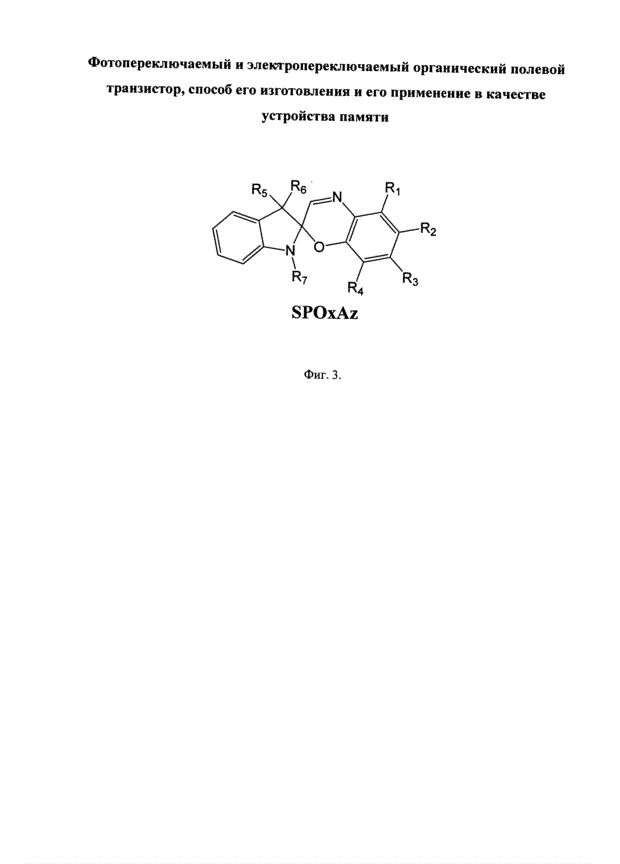 Фотопереключаемый и электропереключаемый органический полевой
транзистор, способ его изготовления и его применение в качестве
устройства памяти
R5 R6 N R1
R2
O
N
R7 R4 R3
SPOxAz
Фиг. 3.